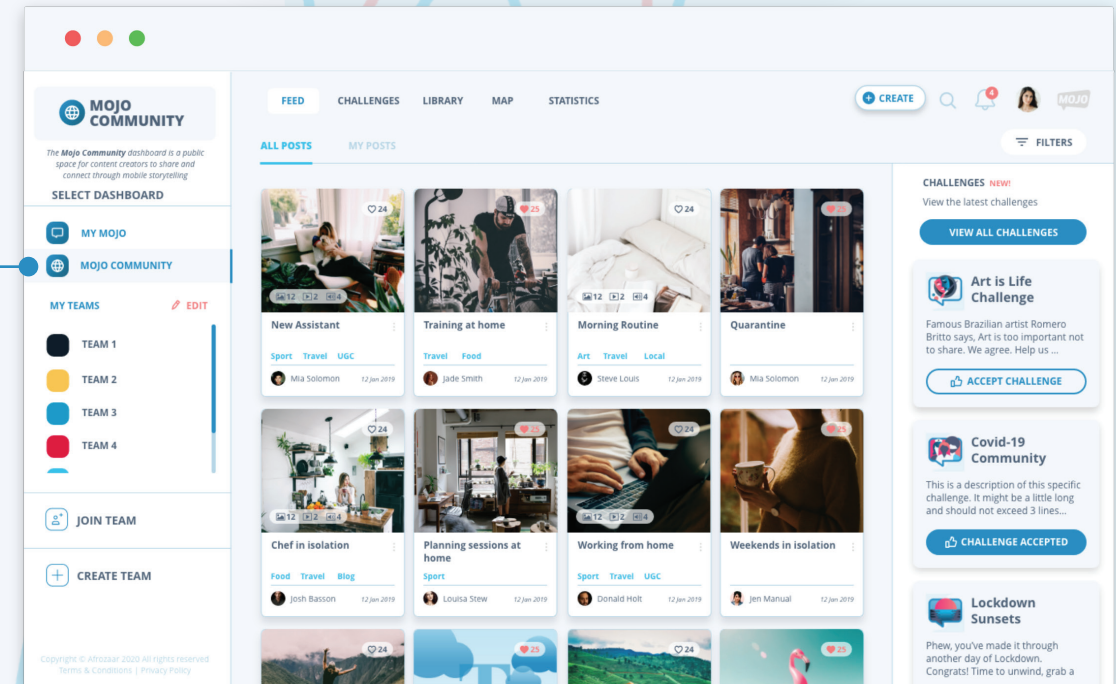 MOJO
COMMUNITY
The Mojo Community dashboard is a public
space for content creators to share and
connect through mobile storytelling
SELECT DASHBOARD
MY MOJO
MOJO COMMUNITY
MY TEAMS
EDIT
TEAM 1
TEAM 2
TEAM 3
TEAM 4
JOIN TEAM
CREATE TEAM
Copyright © Afrozaar 2020 All rights reserved
Terms & Conditions | Privacy Policy
FEED CHALLENGES LIBRARY MAP STATISTICS
CREATE
4
MOJO
ALL POSTS MY POSTS
FILTERS
24
12 2 4
New Assistant
Sport Travel UGC
Mia Solomon 12 Jan 2019
25
Training at home
Travel Food
Jade Smith 12 Jan 2019
24
12 2 4
Morning Routine
Art Travel Local
Steve Louis 12 Jan 2019
25
Quarantine
Mia Solomon 12 Jan 2019
24
12 2 4
Chef in isolation
Food Travel Blog
Josh Basson 12 Jan 2019
25
Planning sessions at
home
Sport
Louisa Stew 12 Jan 2019
24
12 2 4
Working from home
Sport Travel UGC
Donald Holt 12 Jan 2019
25
Weekends in isolation
Jen Manual 12 Jan 2019
24
25
24
25
CHALLENGES NEW!
View the latest challenges
VIEW ALL CHALLENGES
Art is Life
Challenge
Famous Brazilian artist Romero
Britto says, Art is too important not
to share. We agree. Help us ...
ACCEPT CHALLENGE
Covid-19
Community
This is a description of this specific
challenge. It might be a little long
and should not exceed 3 lines...
CHALLENGE ACCEPTED
Lockdown
Sunsets
Phew, you've made it through
another day of Lockdown.
Congrats! Time to unwind, grab a